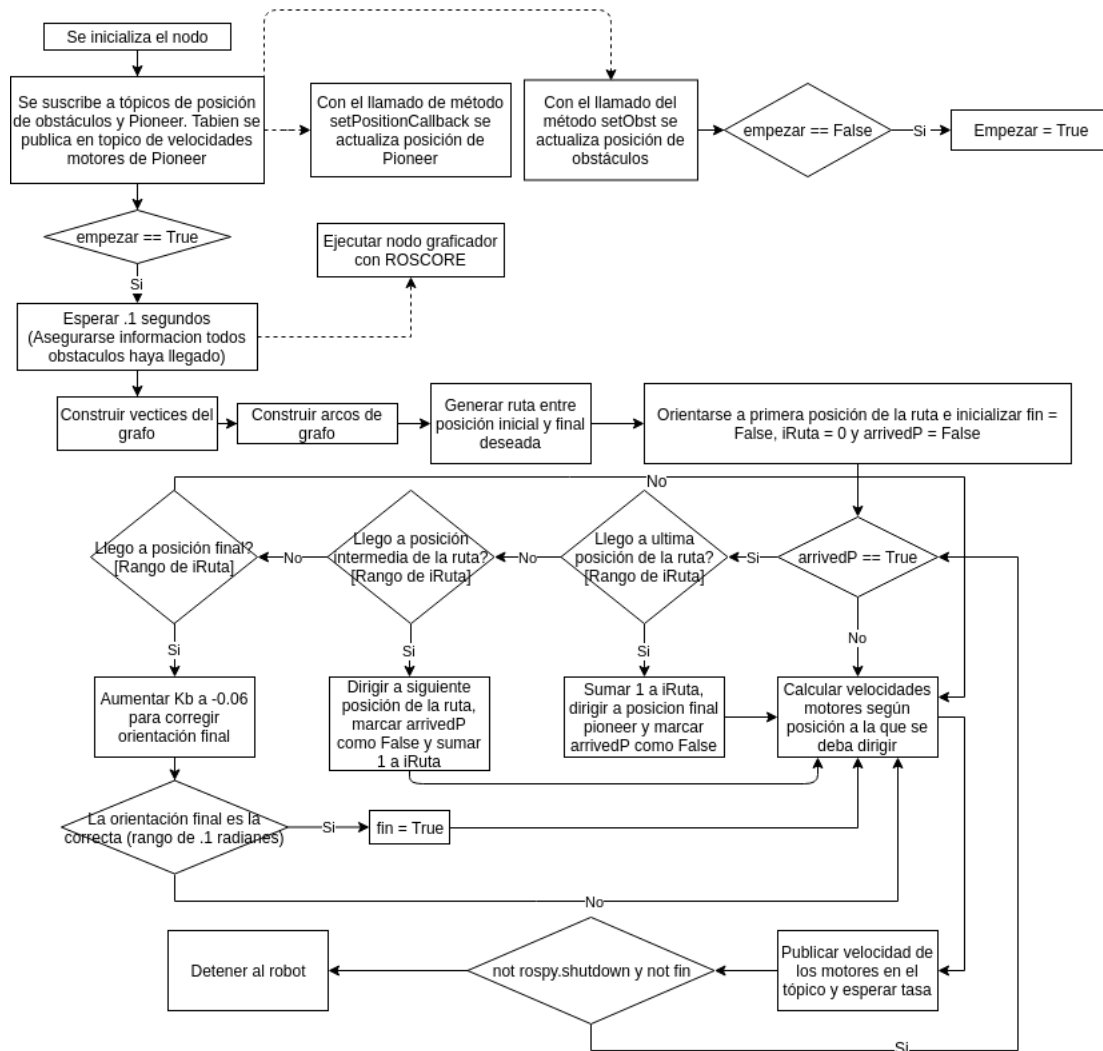 Se inicializa el nodo
Se suscribe a tópicos de posición
de obstáculos y Pioneer. Tabien se
publica en topico de velocidades
motores de Pioneer
Con el llamado de método
setPositionCallback se
actualiza posición de
Pioneer
Con el llamado del
método setObst se
actualiza posición de
obstáculos
empezar == False
Si
Empezar = True
empezar == True
Si
Ejecutar nodo graficador
con ROSCORE
Esperar .1 segundos
(Asegurarse informacion todos
obstaculos haya llegado)
Construir vectices del
grafo
Construir arcos de
grafo
Generar ruta entre
posición inicial y final
deseada
Orientarse a primera posición de la ruta e inicializar fin =
False, iRuta = 0 y arrivedP = False
No
Llego a posición final?
[Rango de iRuta]
No
Llego a posición
intermedia de la ruta?
[Rango de iRuta]
No
Llego a ultima
posición de la ruta?
[Rango de iRuta]
Si
arrivedP == True
Si
Si
Si
No
Aumentar Kb a -0.06
para corregir
orientación final
Dirigir a siguiente
posición de la ruta,
marcar arrivedP
como False y sumar
1 a iRuta
Sumar 1 a iRuta,
dirigir a posicion final
pioneer y marcar
arrivedP como False
Calcular velocidades
motores según
posición a la que se
deba dirigir
La orientación final es la
correcta (rango de .1 radianes)
Si
fin = True
No
Detener al robot
not rospy.shutdown y not fin
Publicar velocidad de
los motores en el
tópico y esperar tasa
Si